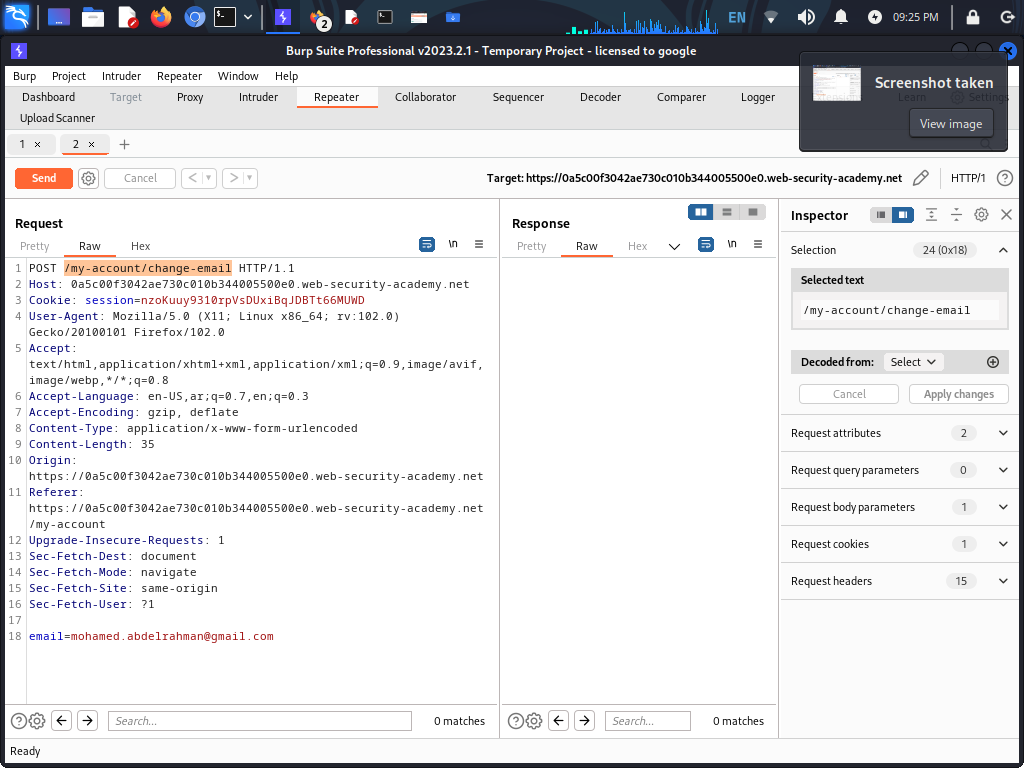 2
EN
09:25 PM
Burp Suite Professional v2023.2.1 - Temporary Project - licensed to google
Burp Project Intruder Repeater Window Help
Screenshot taken
View image
Dashboard Target Proxy Intruder Repeater Collaborator Sequencer Decoder Comparer Logger Learn Settings
Upload Scanner
1 × 2 × +
Send Cancel < >
Target: https://0a5c00f3042ae730c010b344005500e0.web-security-academy.net HTTP/1 ?
Request
Pretty Raw Hex \n
1 POST /my-account/change-email HTTP/1.1
2 Host: 0a5c00f3042ae730c010b344005500e0.web-security-academy.net
3 Cookie: session=nzoKuuy9310rpVsDUxiBqJDBTt66MUWD
4 User-Agent: Mozilla/5.0 (X11; Linux x86_64; rv:102.0)
Gecko/20100101 Firefox/102.0
5 Accept:
text/html,application/xhtml+xml,application/xml;q=0.9,image/avif,
image/webp,*/*;q=0.8
6 Accept-Language: en-US,ar;q=0.7,en;q=0.3
7 Accept-Encoding: gzip, deflate
8 Content-Type: application/x-www-form-urlencoded
9 Content-Length: 35
10 Origin:
https://0a5c00f3042ae730c010b344005500e0.web-security-academy.net
11 Referer:
https://0a5c00f3042ae730c010b344005500e0.web-security-academy.net
/my-account
12 Upgrade-Insecure-Requests: 1
13 Sec-Fetch-Dest: document
14 Sec-Fetch-Mode: navigate
15 Sec-Fetch-Site: same-origin
16 Sec-Fetch-User: ?1
17
18 email=mohamed.abdelrahman@gmail.com
Search... 0 matches
Response
Pretty Raw Hex \n
Search... 0 matches
Inspector
Selection 24 (0x18)
Selected text
/my-account/change-email
Decoded from: Select
Cancel Apply changes
Request attributes 2
Request query parameters 0
Request body parameters 1
Request cookies 1
Request headers 15
Ready